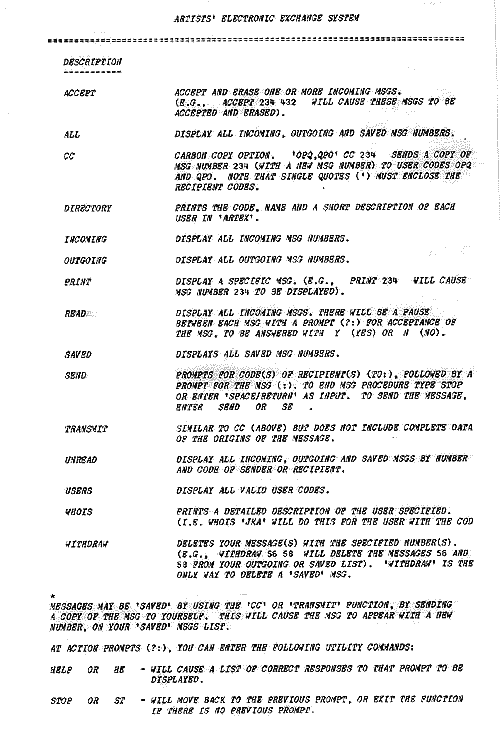 ARTISTS' ELECTRONIC EXCHANGE SYSTEM
DESCRIPTION
ACCEPT ACCEPT AND ERASE ONE OR MORE INCOMING MSGS.
(E.G., ACCEPT 234 432 WILL CAUSE THESE MSGS TO BE
ACCEPTED AND ERASED).
ALL DISPLAY ALL INCOMING, OUTGOING AND SAVED MSG NUMBERS.
CC CARBON COPY OPTION. 'OPQ,QPO' CC 234 SENDS A COPY OF
MSG NUMBER 234 (WITH A NEW MSG NUMBER) TO USER CODES OPQ
AND QPO. NOTE THAT SINGLE QUOTES (') MUST ENCLOSE THE
RECIPIENT CODES.
DIRECTORY PRINTS THE CODE, NAME AND A SHORT DESCRIPTION OF EACH
USER IN 'ARTEX'.
INCOMING DISPLAY ALL INCOMING MSG NUMBERS.
OUTGOING DISPLAY ALL OUTGOING MSG NUMBERS.
PRINT DISPLAY A SPECIFIC MSG. (E.G., PRINT 234 WILL CAUSE
MSG NUMBER 234 TO BE DISPLAYED).
READ DISPLAY ALL INCOMING MSGS. THERE WILL BE A PAUSE
BETWEEN EACH MSG WITH A PROMPT (?:) FOR ACCEPTANCE OF
THE MSG, TO BE ANSWERED WITH Y (YES) OR N (NO).
SAVED DISPLAYS ALL SAVED MSG NUMBERS.
SEND PROMPTS FOR CODE(S) OF RECIPIENT(S) (TO:), FOLLOWED BY A
PROMPT FOR THE MSG (:). TO END MSG PROCEDURE TYPE STOP
OR ENTER 'SPACE/RETURN' AS INPUT. TO SEND THE MESSAGE,
ENTER SEND OR SE .
TRANSMIT SIMILAR TO CC (ABOVE) BUT DOES NOT INCLUDE COMPLETE DATA
OF THE ORIGINS OF THE MESSAGE.
UNREAD DISPLAY ALL INCOMING, OUTGOING AND SAVED MSGS BY NUMBER
AND CODE OF SENDER OR RECIPIENT.
USERS DISPLAY ALL VALID USER CODES.
WHOIS PRINTS A DETAILED DESCRIPTION OF THE USER SPECIFIED.
(I.E. WHOIS 'JKA' WILL DO THIS FOR THE USER WITH THE COD
WITHDRAW DELETES YOUR MESSAGE(S) WITH THE SPECIFIED NUMBER(S).
(E.G., WITHDRAW 56 58 WILL DELETE THE MESSAGES 56 AND
58 FROM YOUR OUTGOING OR SAVED LIST). 'WITHDRAW' IS THE
ONLY WAY TO DELETE A 'SAVED' MSG.
*
MESSAGES MAY BE 'SAVED' BY USING THE 'CC' OR 'TRANSMIT' FUNCTION, BY SENDING
A COPY OF THE MSG TO YOURSELF. THIS WILL CAUSE THE MSG TO APPEAR WITH A NEW
NUMBER, ON YOUR 'SAVED' MSGS LIST.
AT ACTION PROMPTS (?:), YOU CAN ENTER THE FOLLOWING UTILITY COMMANDS:
HELP OR HE - WILL CAUSE A LIST OF CORRECT RESPONSES TO THAT PROMPT TO BE
DISPLAYED.
STOP OR ST - WILL MOVE BACK TO THE PREVIOUS PROMPT, OR EXIT THE FUNCTION
IF THERE IS NO PREVIOUS PROMPT.